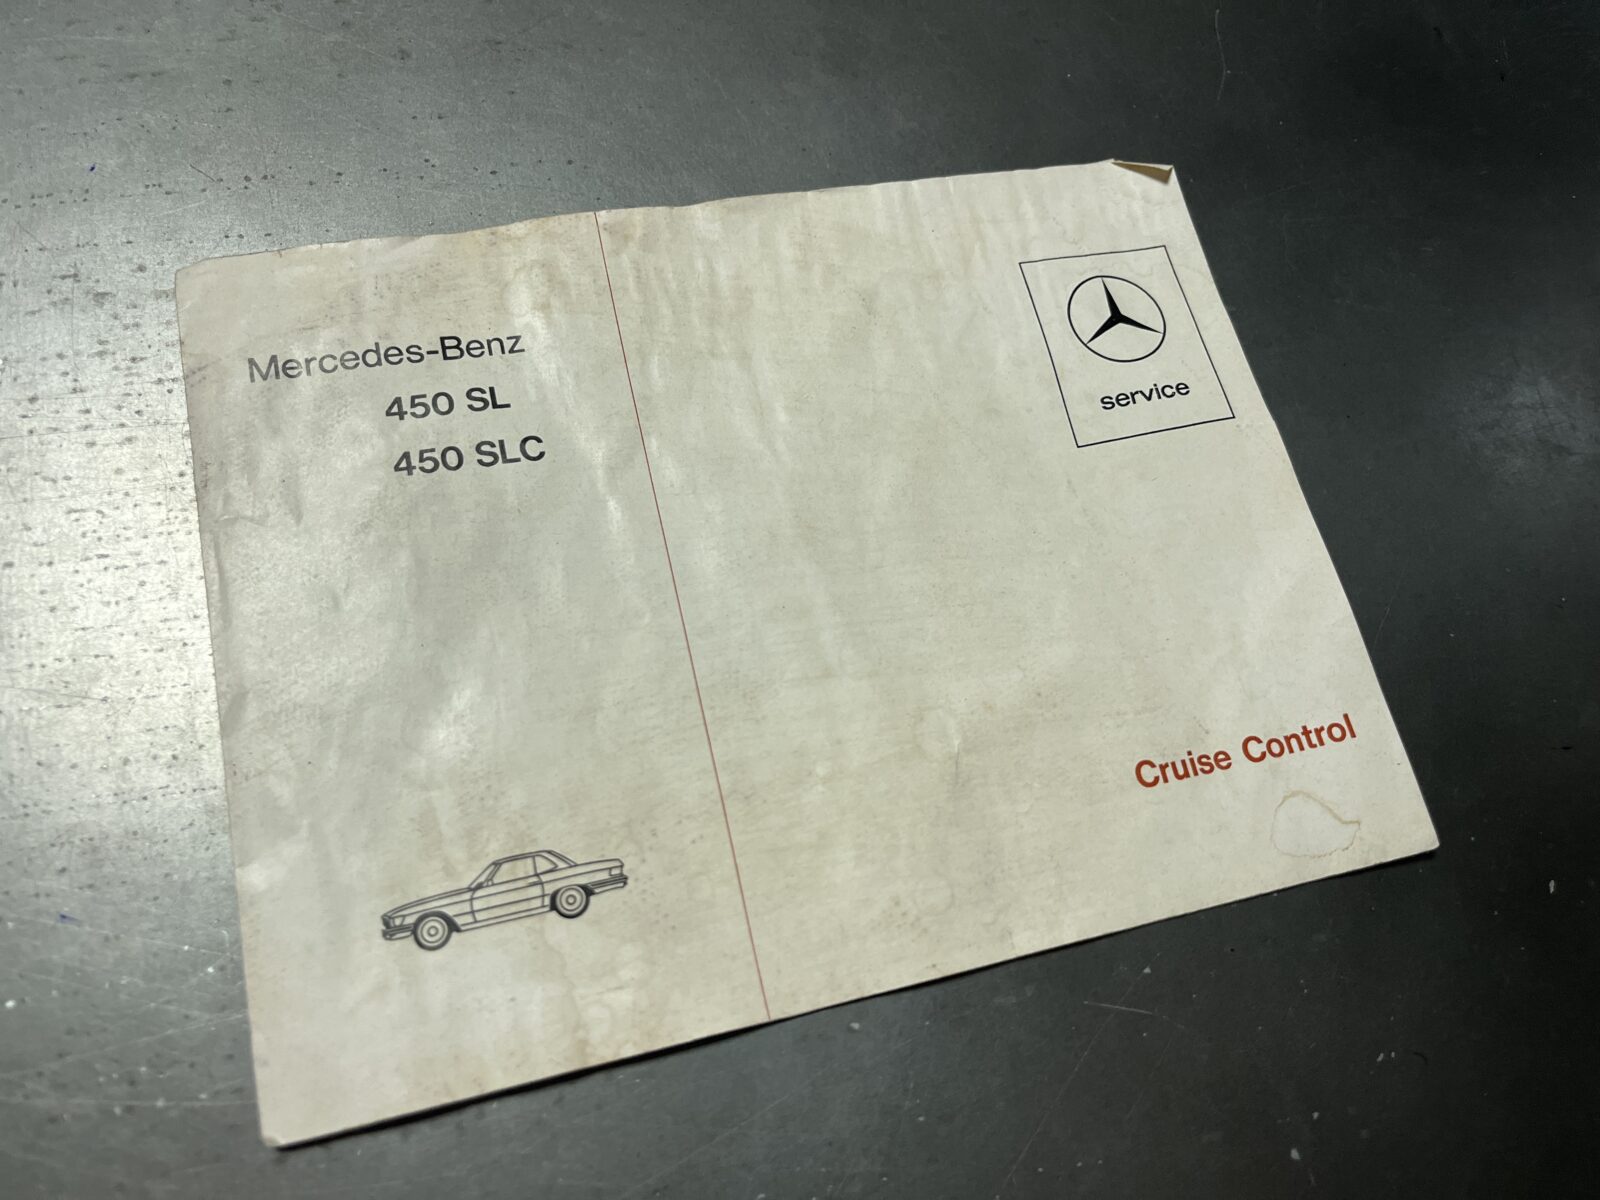 Mercedes-Benz
450 SL
450 SLC
service
Cruise Control